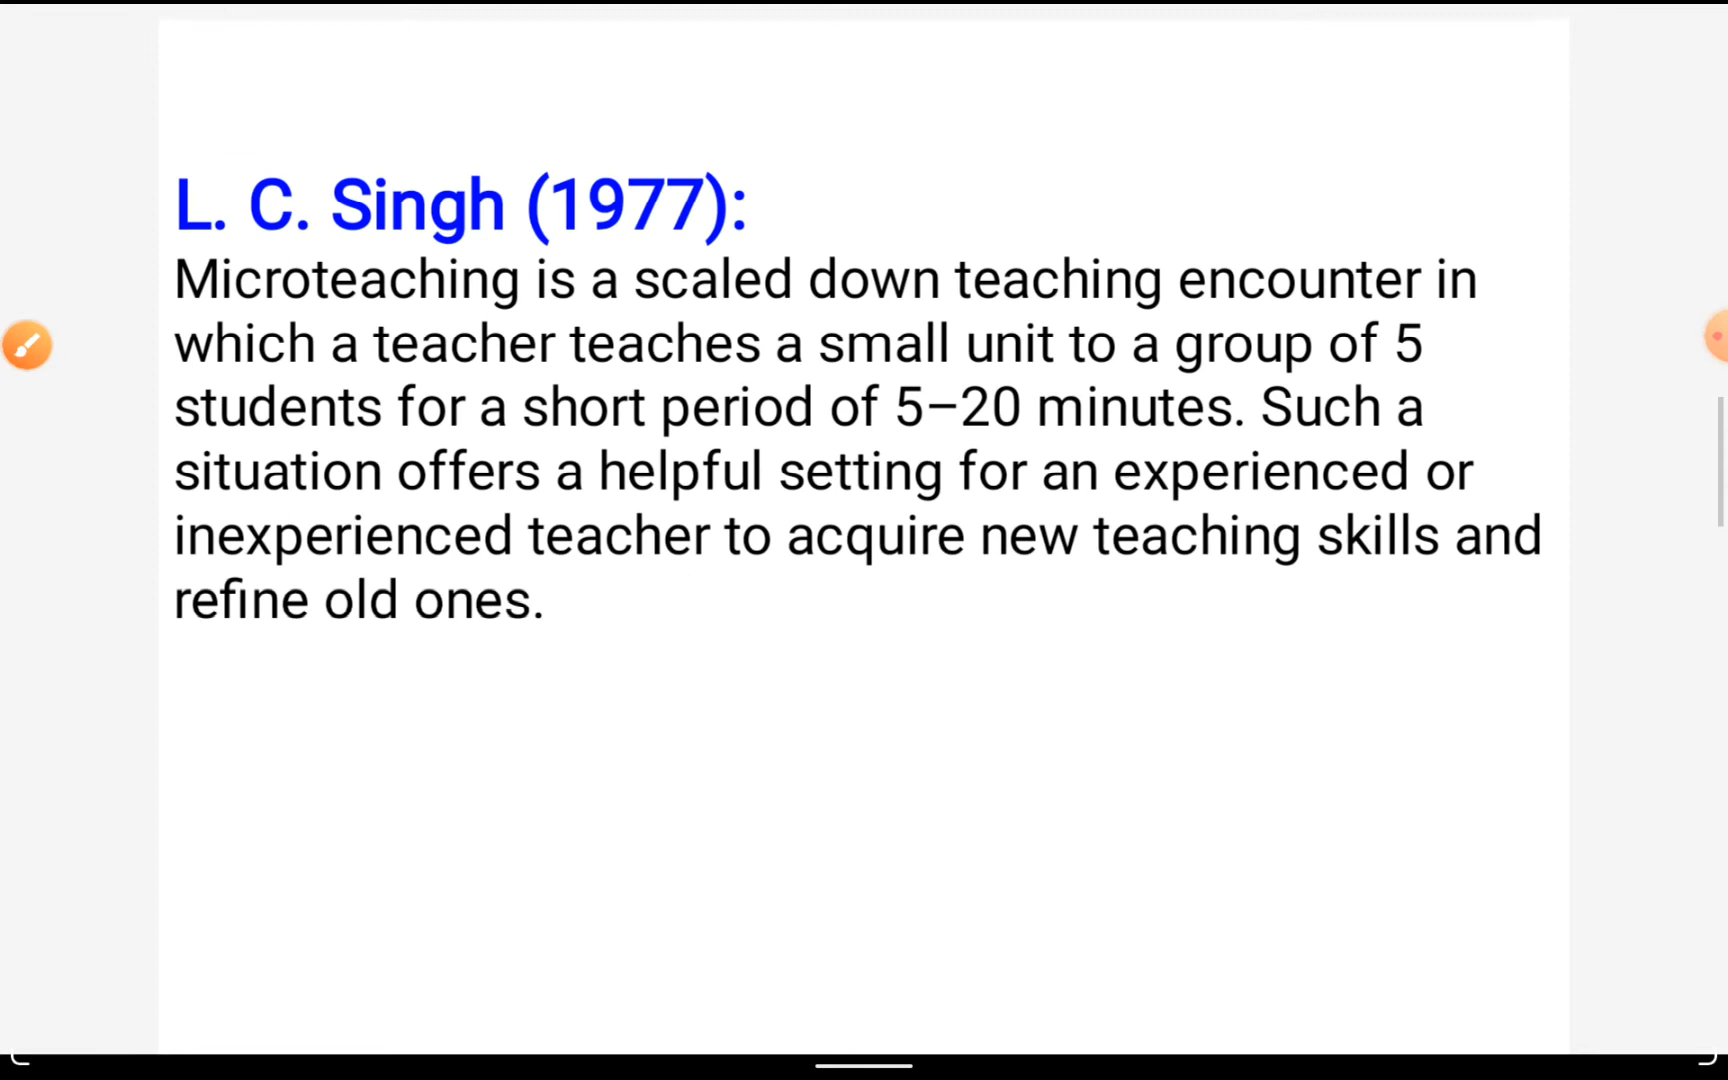 L. C. Singh (1977):
Microteaching is a scaled down teaching encounter in
which a teacher teaches a small unit to a group of 5
students for a short period of 5–20 minutes. Such a
situation offers a helpful setting for an experienced or
inexperienced teacher to acquire new teaching skills and
refine old ones.